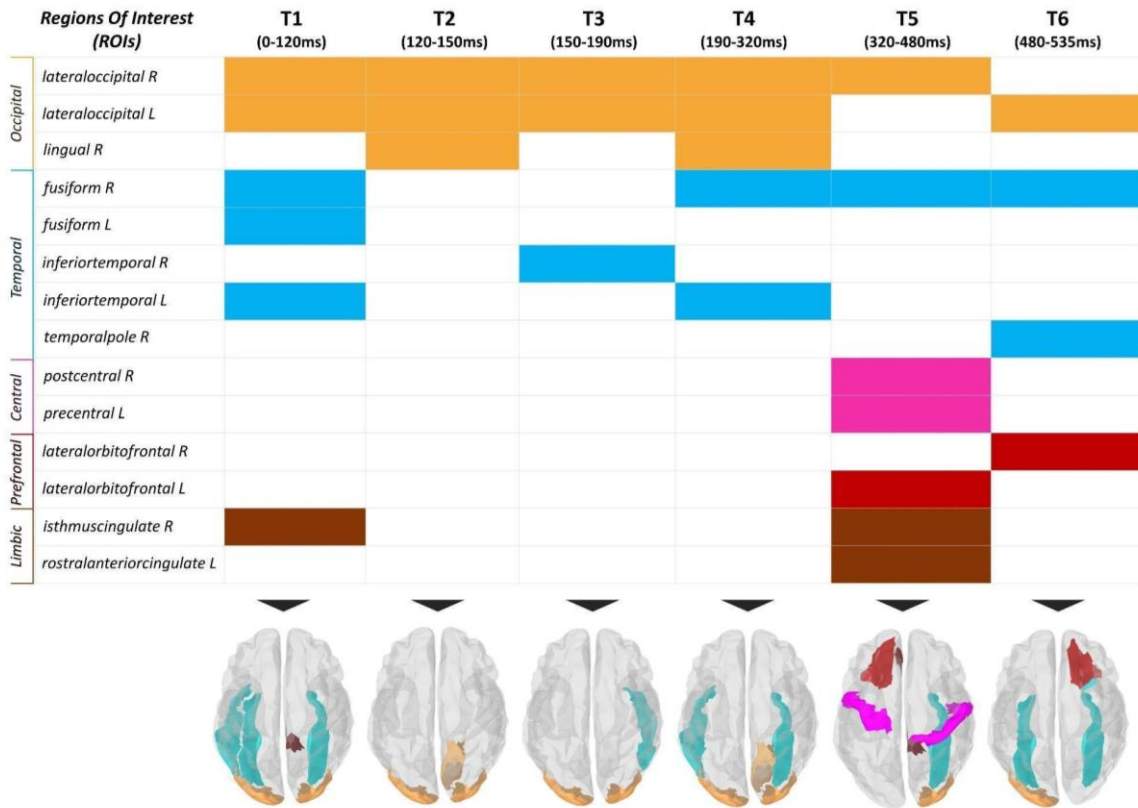 Regions Of Interest
(ROIs)
T1
(0-120ms)
T2
(120-150ms)
T3
(150-190ms)
T4
(190-320ms)
T5
(320-480ms)
T6
(480-535ms)
Occipital
lateraloccipital R
lateraloccipital L
lingual R
Temporal
fusiform R
fusiform L
inferiortemporal R
inferiortemporal L
temporalpole R
Central
postcentral R
precentral L
Prefrontal
lateralorbitofrontal R
lateralorbitofrontal L
Limbic
isthmuscingulate R
rostralanteriorcingulate L